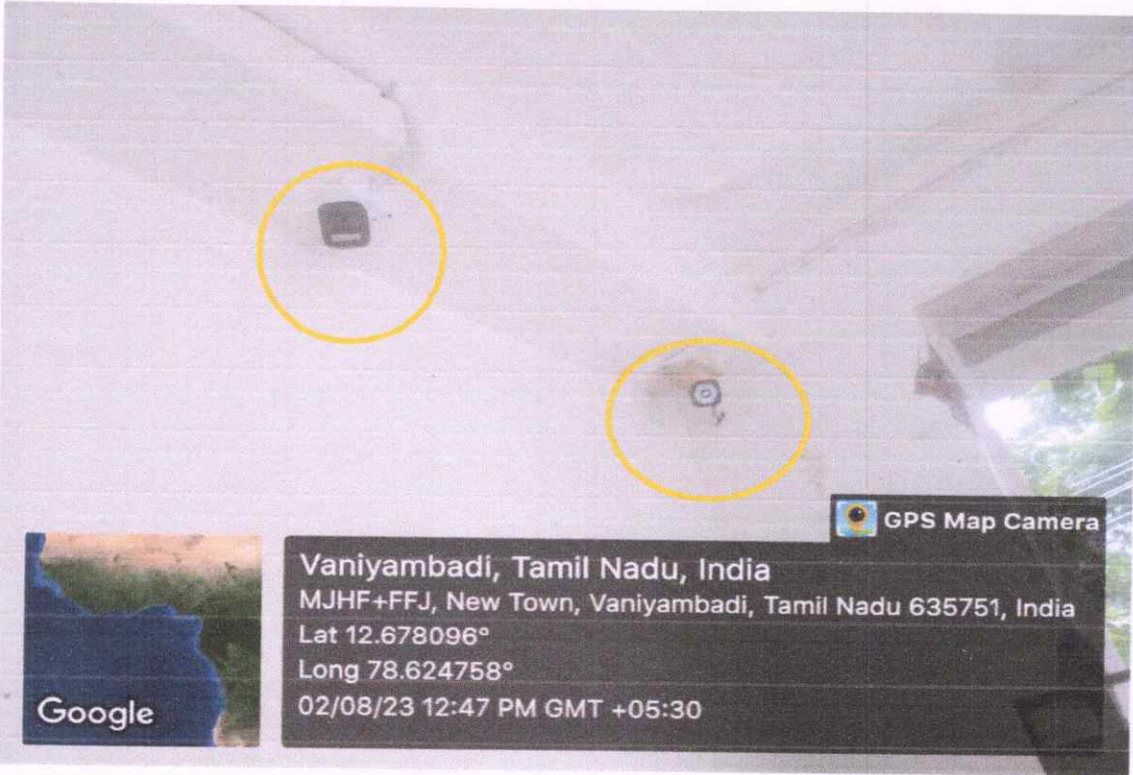 GPS Map Camera
Vaniyambadi, Tamil Nadu, India
MJHF+FFJ, New Town, Vaniyambadi, Tamil Nadu 635751, India
Lat 12.678096°
Long 78.624758°
02/08/23 12:47 PM GMT +05:30
Google